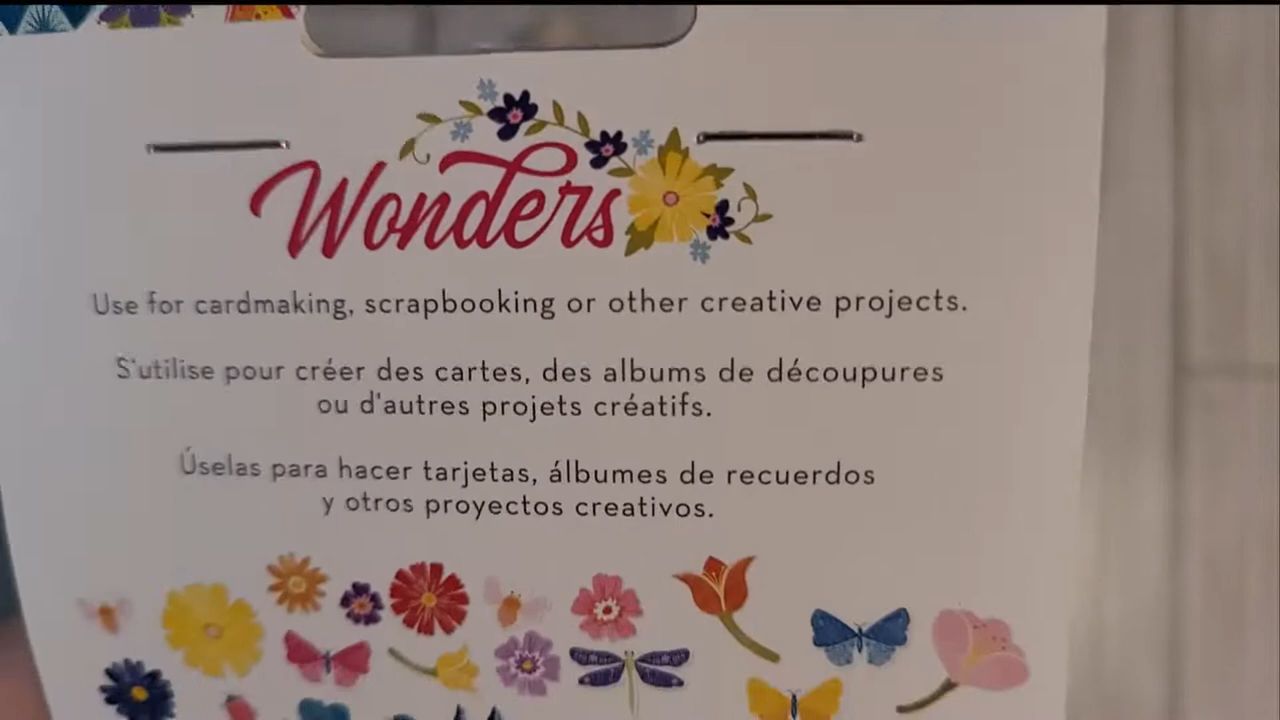 Wonders
Use for cardmaking, scrapbooking or other creative projects.
S'utilise pour créer des cartes, des albums de découpures
ou d'autres projets créatifs.
Úselas para hacer tarjetas, álbumes de recuerdos
y otros proyectos creativos.